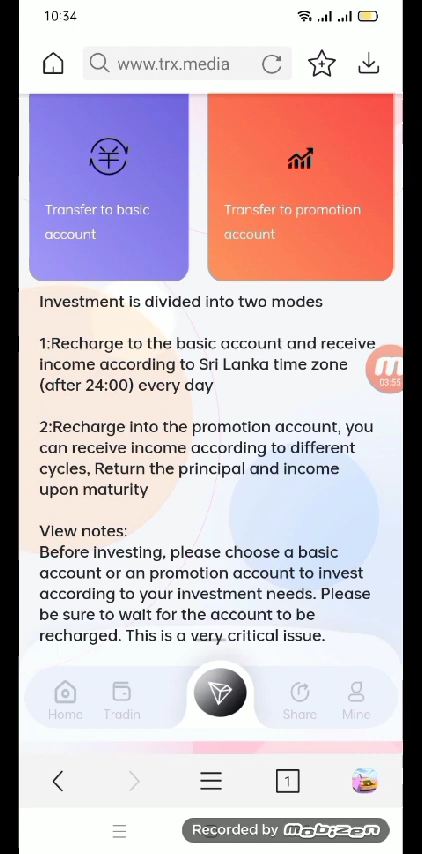 10:34
www.trx.media
Transfer to basic
account
Transfer to promotion
account
Investment is divided into two modes
1:Recharge to the basic account and receive
income according to Sri Lanka time zone
(after 24:00) every day
03:55
2:Recharge into the promotion account, you
can receive income according to different
cycles, Return the principal and income
upon maturity
View notes:
Before investing, please choose a basic
account or an promotion account to invest
according to your investment needs. Please
be sure to wait for the account to be
recharged. This is a very critical issue.
Home
Tradin
Share
Mine
1
Recorded by Mobizen